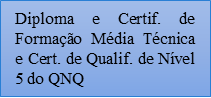 Diploma e Certif. de
Formação Média Técnica
e Cert. de Qualif. de Nível
5 do QNQ